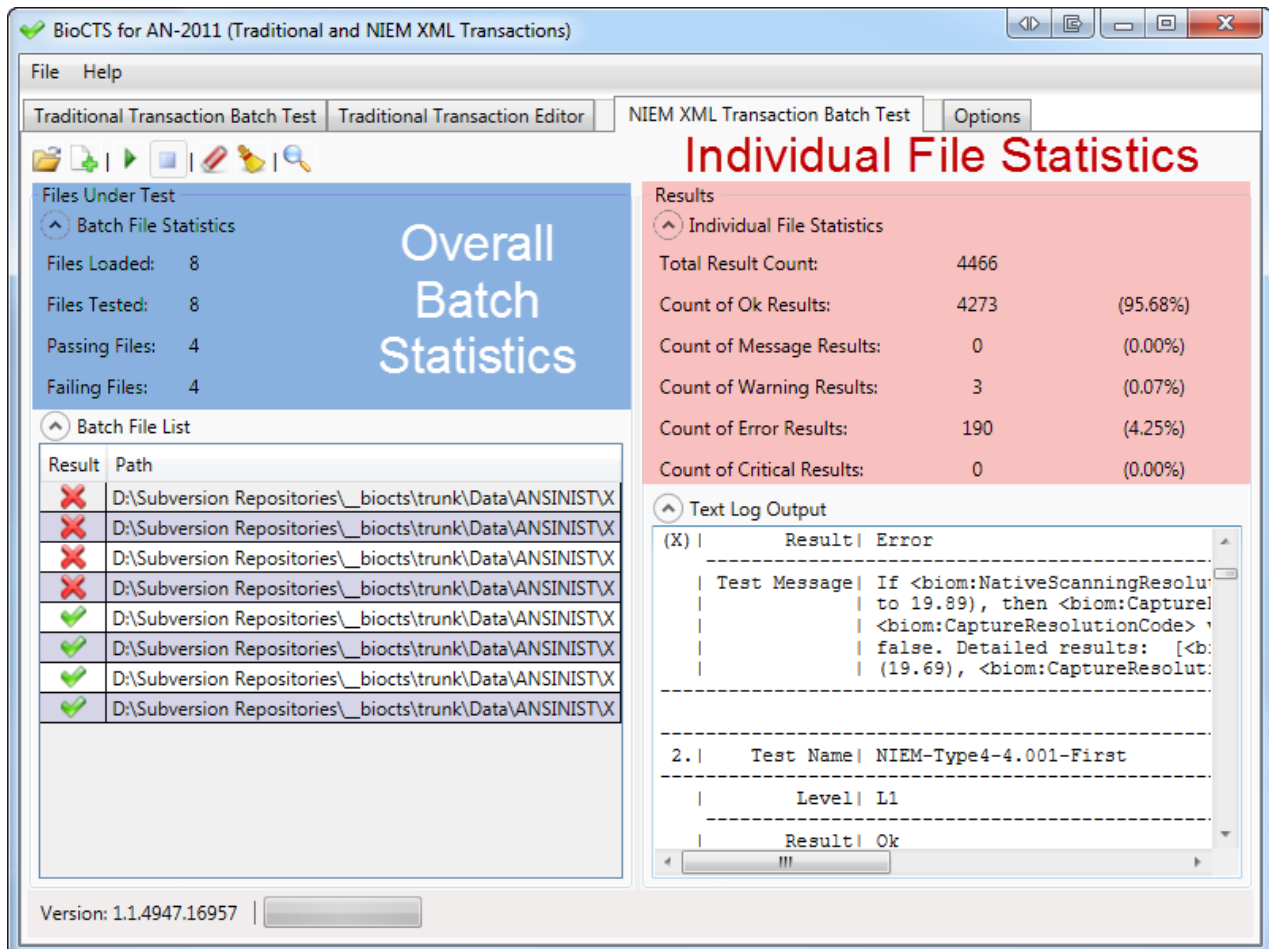 BioCTS for AN-2011 (Traditional and NIEM XML Transactions)
File Help
Traditional Transaction Batch Test Traditional Transaction Editor NIEM XML Transaction Batch Test Options
Individual File Statistics
Files Under Test
Batch File Statistics
Files Loaded: 8
Files Tested: 8
Passing Files: 4
Failing Files: 4
Overall
Batch
Statistics
Batch File List
Result Path
D:\Subversion Repositories\__biocts\trunk\Data\ANSINIST\X
D:\Subversion Repositories\__biocts\trunk\Data\ANSINIST\X
D:\Subversion Repositories\__biocts\trunk\Data\ANSINIST\X
D:\Subversion Repositories\__biocts\trunk\Data\ANSINIST\X
D:\Subversion Repositories\__biocts\trunk\Data\ANSINIST\X
D:\Subversion Repositories\__biocts\trunk\Data\ANSINIST\X
D:\Subversion Repositories\__biocts\trunk\Data\ANSINIST\X
D:\Subversion Repositories\__biocts\trunk\Data\ANSINIST\X
Results
Individual File Statistics
Total Result Count: 4466
Count of Ok Results: 4273 (95.68%)
Count of Message Results: 0 (0.00%)
Count of Warning Results: 3 (0.07%)
Count of Error Results: 190 (4.25%)
Count of Critical Results: 0 (0.00%)
Text Log Output
(X)| Result| Error
| Test Message| If <biom:NativeScanningResolu
| | to 19.89), then <biom:Capture
| | <biom:CaptureResolutionCode>
| | false. Detailed results: [<b
| | (19.69), <biom:CaptureResolut
2.| Test Name| NIEM-Type4-4.001-First
| Level| L1
| Result| Ok
Version: 1.1.4947.16957 |